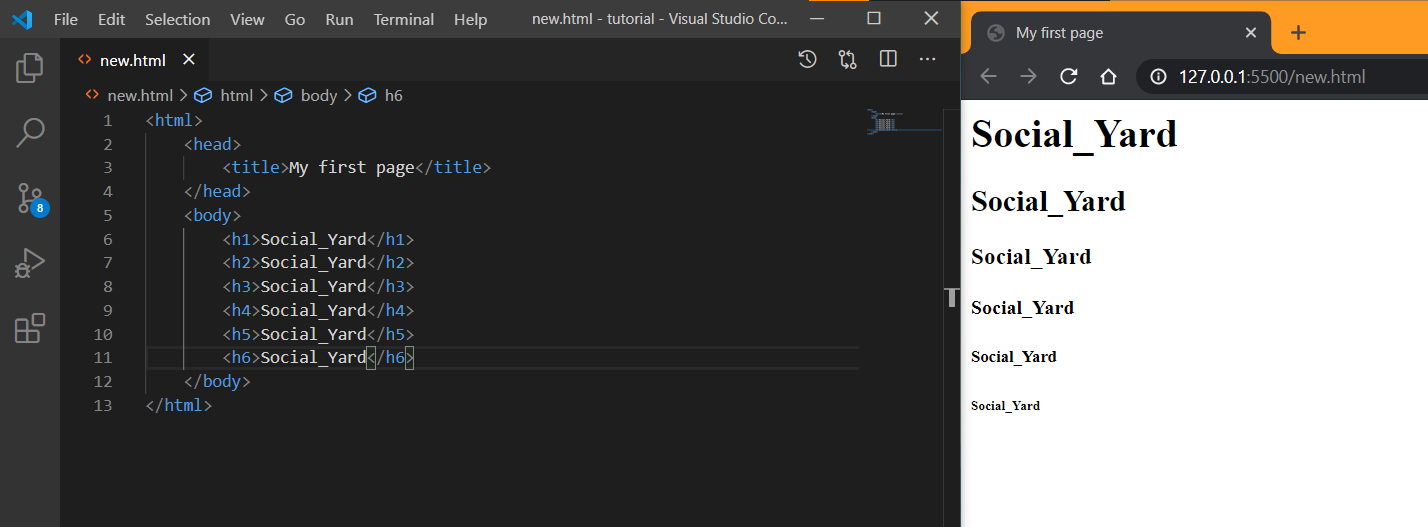 File Edit Selection View Go Run Terminal Help new.html - tutorial - Visual Studio Co...
new.html
new.html > html > body > h6
1 <html>
2 <head>
3 <title>My first page</title>
4 </head>
5 <body>
6 <h1>Social_Yard</h1>
7 <h2>Social_Yard</h2>
8 <h3>Social_Yard</h3>
9 <h4>Social_Yard</h4>
10 <h5>Social_Yard</h5>
11 <h6>Social_Yard</h6>
12 </body>
13 </html>
8
My first page
127.0.0.1:5500/new.html
Social_Yard
Social_Yard
Social_Yard
Social_Yard
Social_Yard
Social_Yard